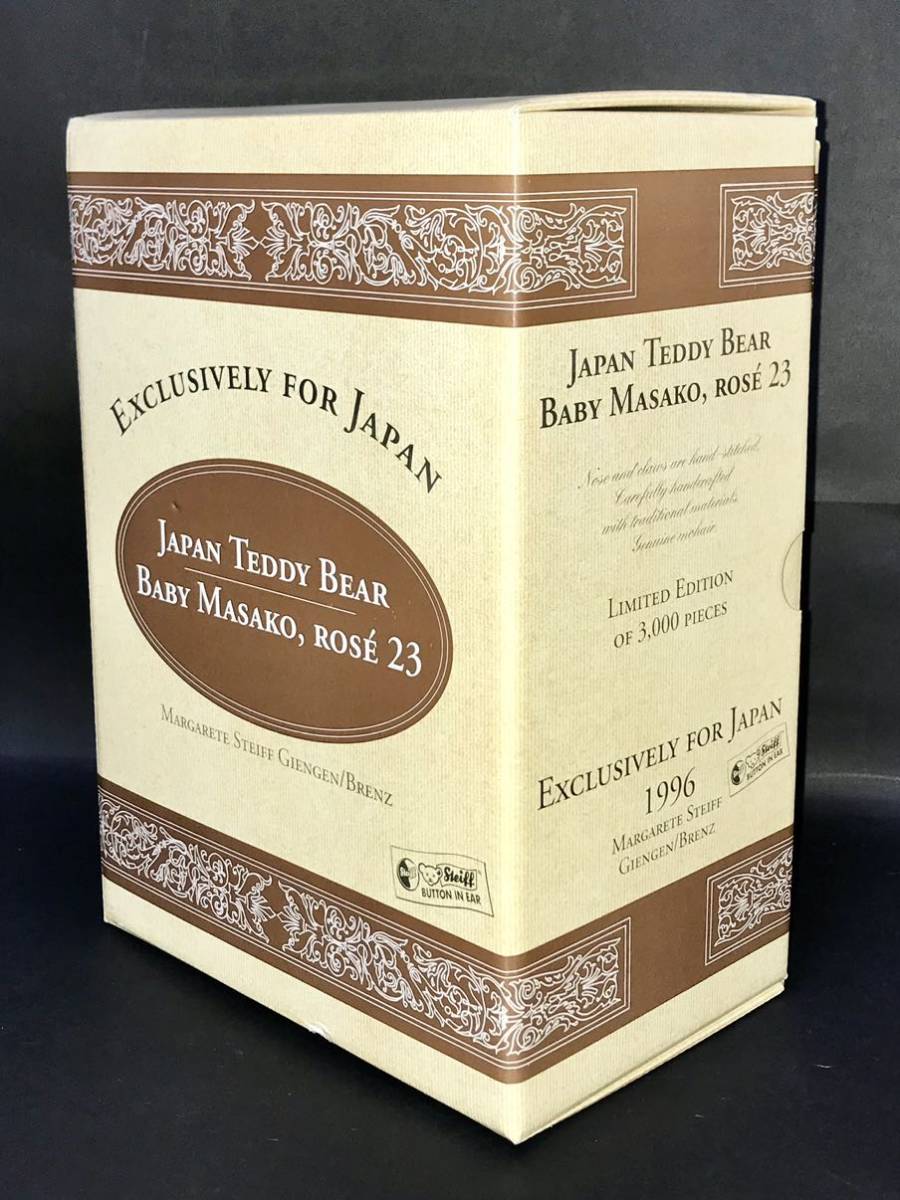 EXCLUSIVELY FOR JAPAN
JAPAN TEDDY BEAR
BABY MASAKO, ROSÉ 23
MARGARETE STEIFF GIENGEN/BRENZ
Steiff
Steiff
BUTTON IN EAR
JAPAN TEDDY BEAR
BABY MASAKO, ROSÉ 23
Nose and claws are hand-stitched.
Carefully handcrafted
with traditional materials.
Genuine mohair.
LIMITED EDITION
OF 3,000 PIECES
EXCLUSIVELY FOR JAPAN
1996
MARGARETE STEIFF
GIENGEN/BRENZ
Steiff
BUTTON IN EAR